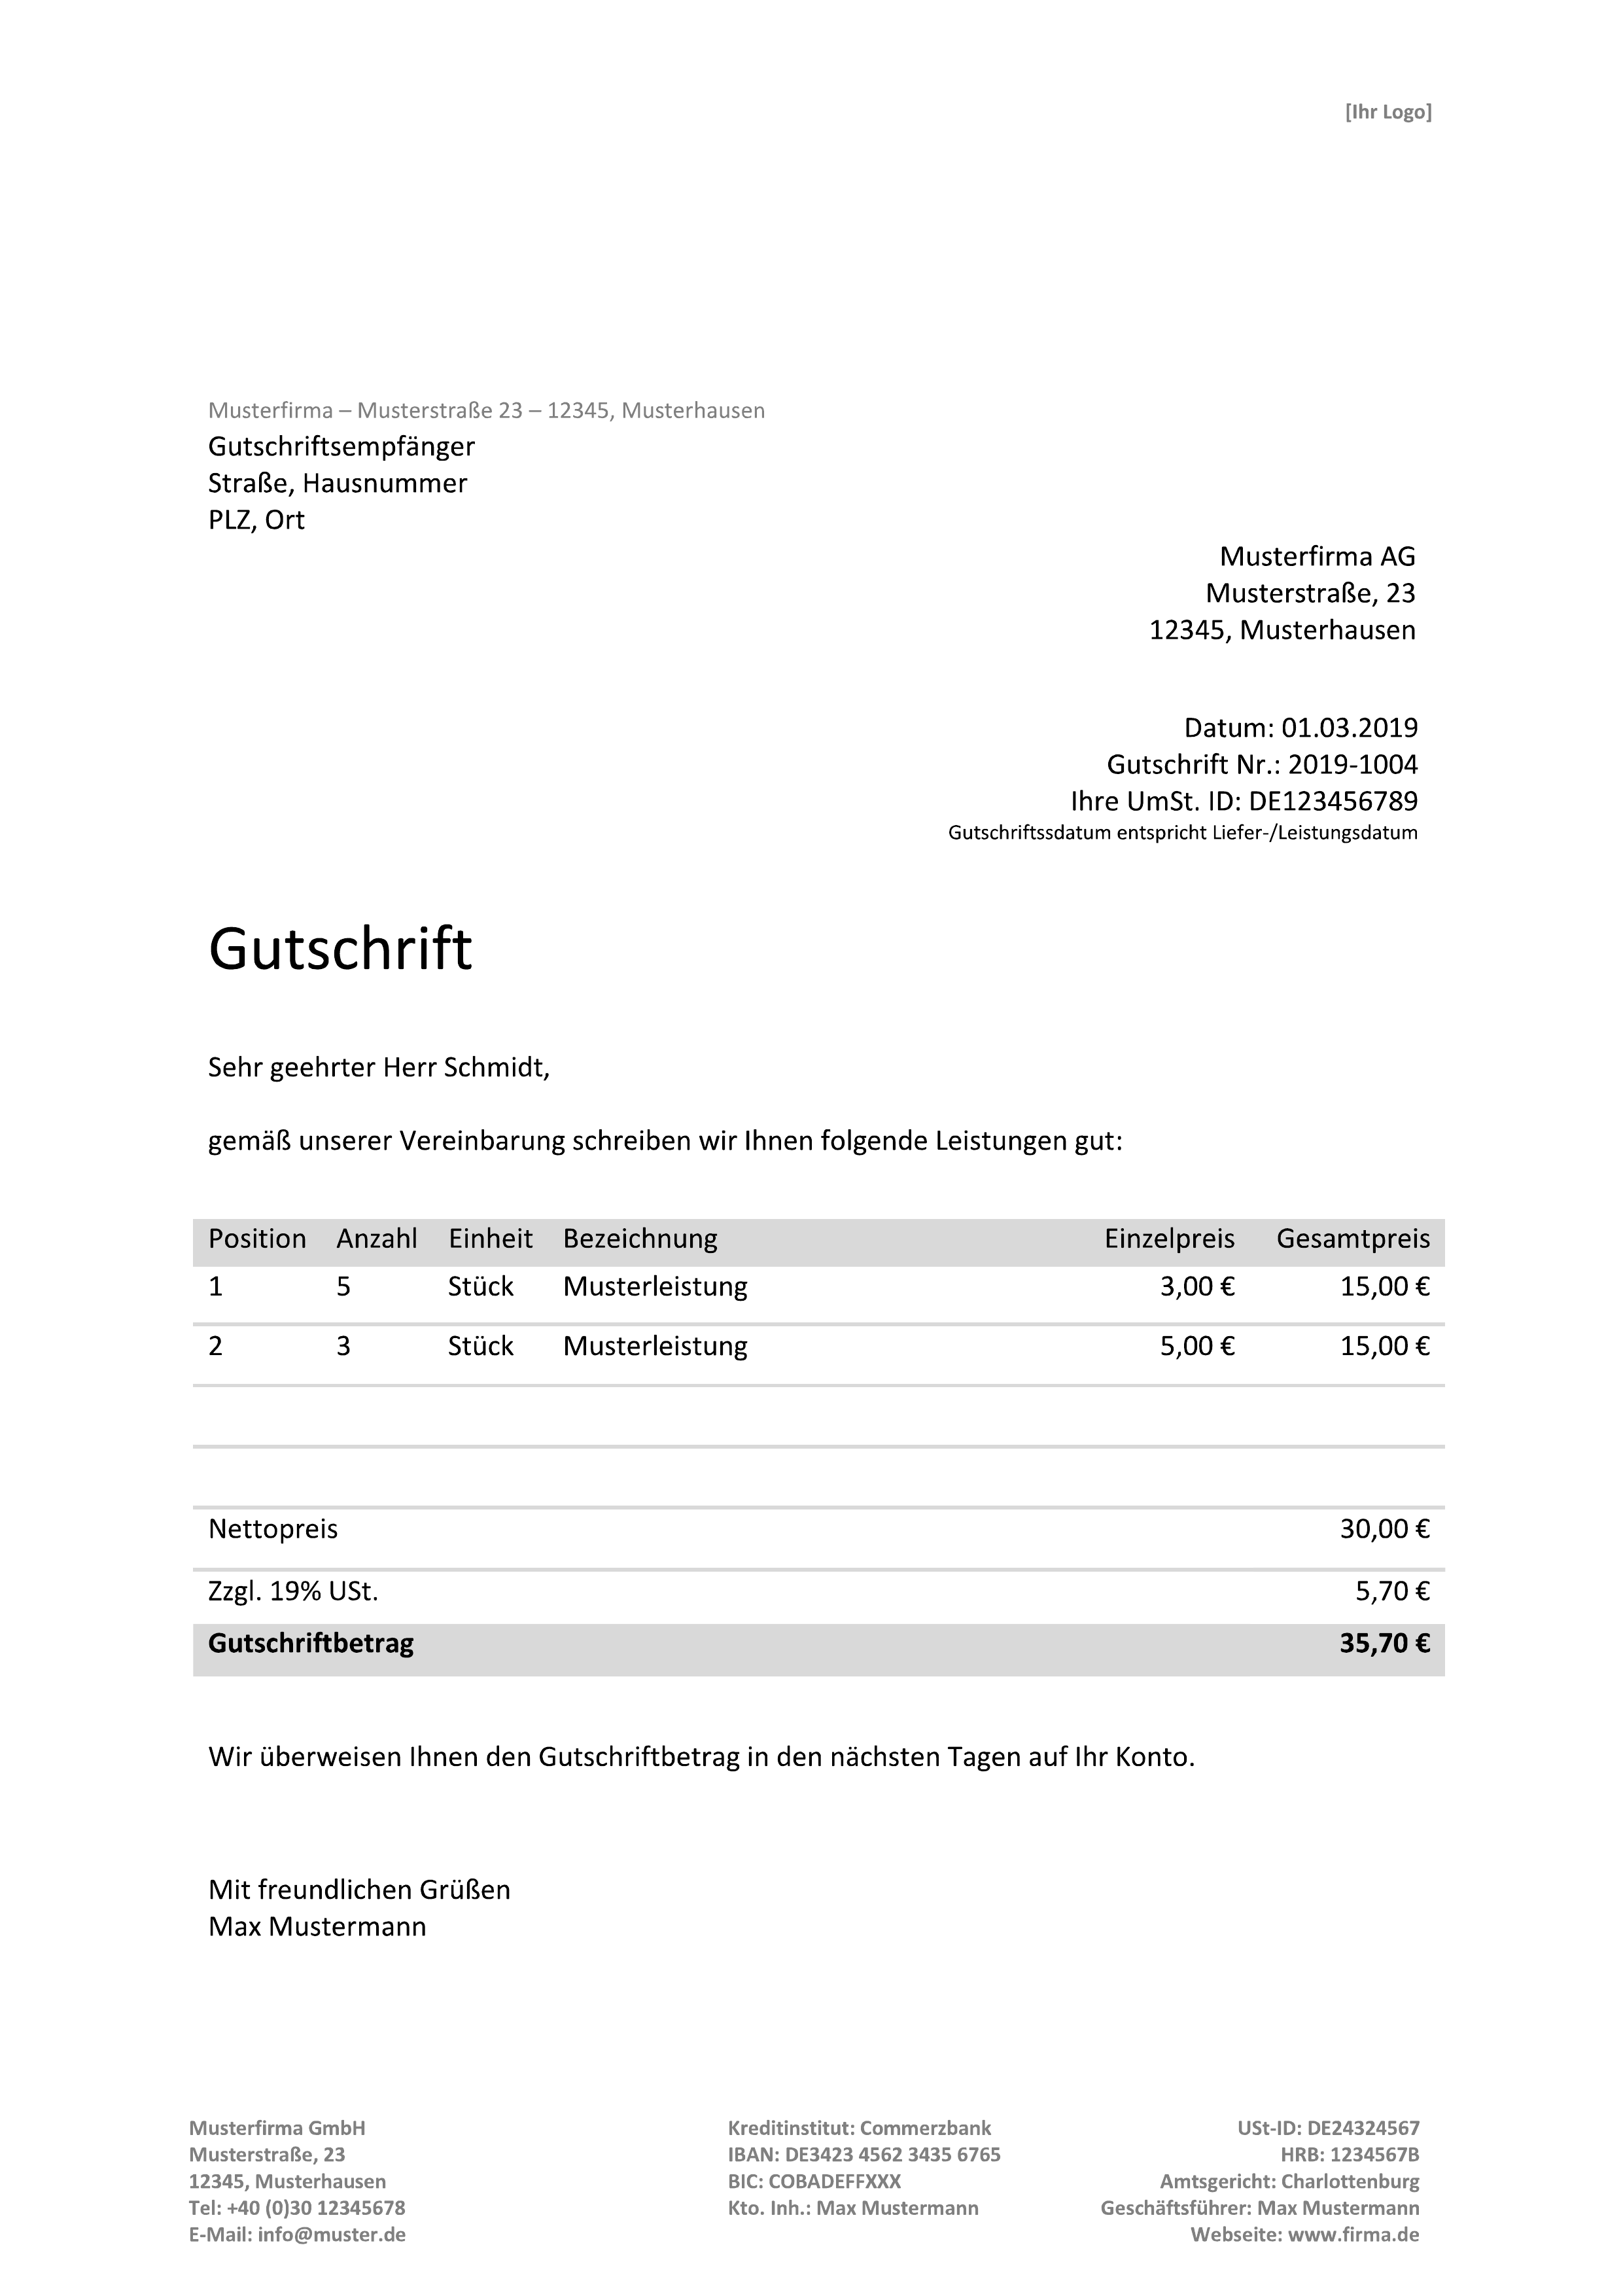 [Ihr Logo]
Musterfirma – Musterstraße 23 – 12345, Musterhausen
Gutschriftsempfänger
Straße, Hausnummer
PLZ, Ort
Musterfirma AG
Musterstraße, 23
12345, Musterhausen
Datum: 01.03.2019
Gutschrift Nr.: 2019-1004
Ihre UmSt. ID: DE123456789
Gutschriftssdatum entspricht Liefer-/Leistungsdatum
Gutschrift
Sehr geehrter Herr Schmidt,
gemäß unserer Vereinbarung schreiben wir Ihnen folgende Leistungen gut:
Position Anzahl Einheit Bezeichnung Einzelpreis Gesamtpreis
1 5 Stück Musterleistung 3,00 € 15,00 €
2 3 Stück Musterleistung 5,00 € 15,00 €
Nettopreis 30,00 €
Zzgl. 19% USt. 5,70 €
Gutschriftbetrag 35,70 €
Wir überweisen Ihnen den Gutschriftbetrag in den nächsten Tagen auf Ihr Konto.
Mit freundlichen Grüßen
Max Mustermann
Musterfirma GmbH
Musterstraße, 23
12345, Musterhausen
Tel: +40 (0)30 12345678
E-Mail: info@muster.de
Kreditinstitut: Commerzbank
IBAN: DE3423 4562 3435 6765
BIC: COBADEFFXXX
Kto. Inh.: Max Mustermann
USt-ID: DE24324567
HRB: 1234567B
Amtsgericht: Charlottenburg
Geschäftsführer: Max Mustermann
Webseite: www.firma.de